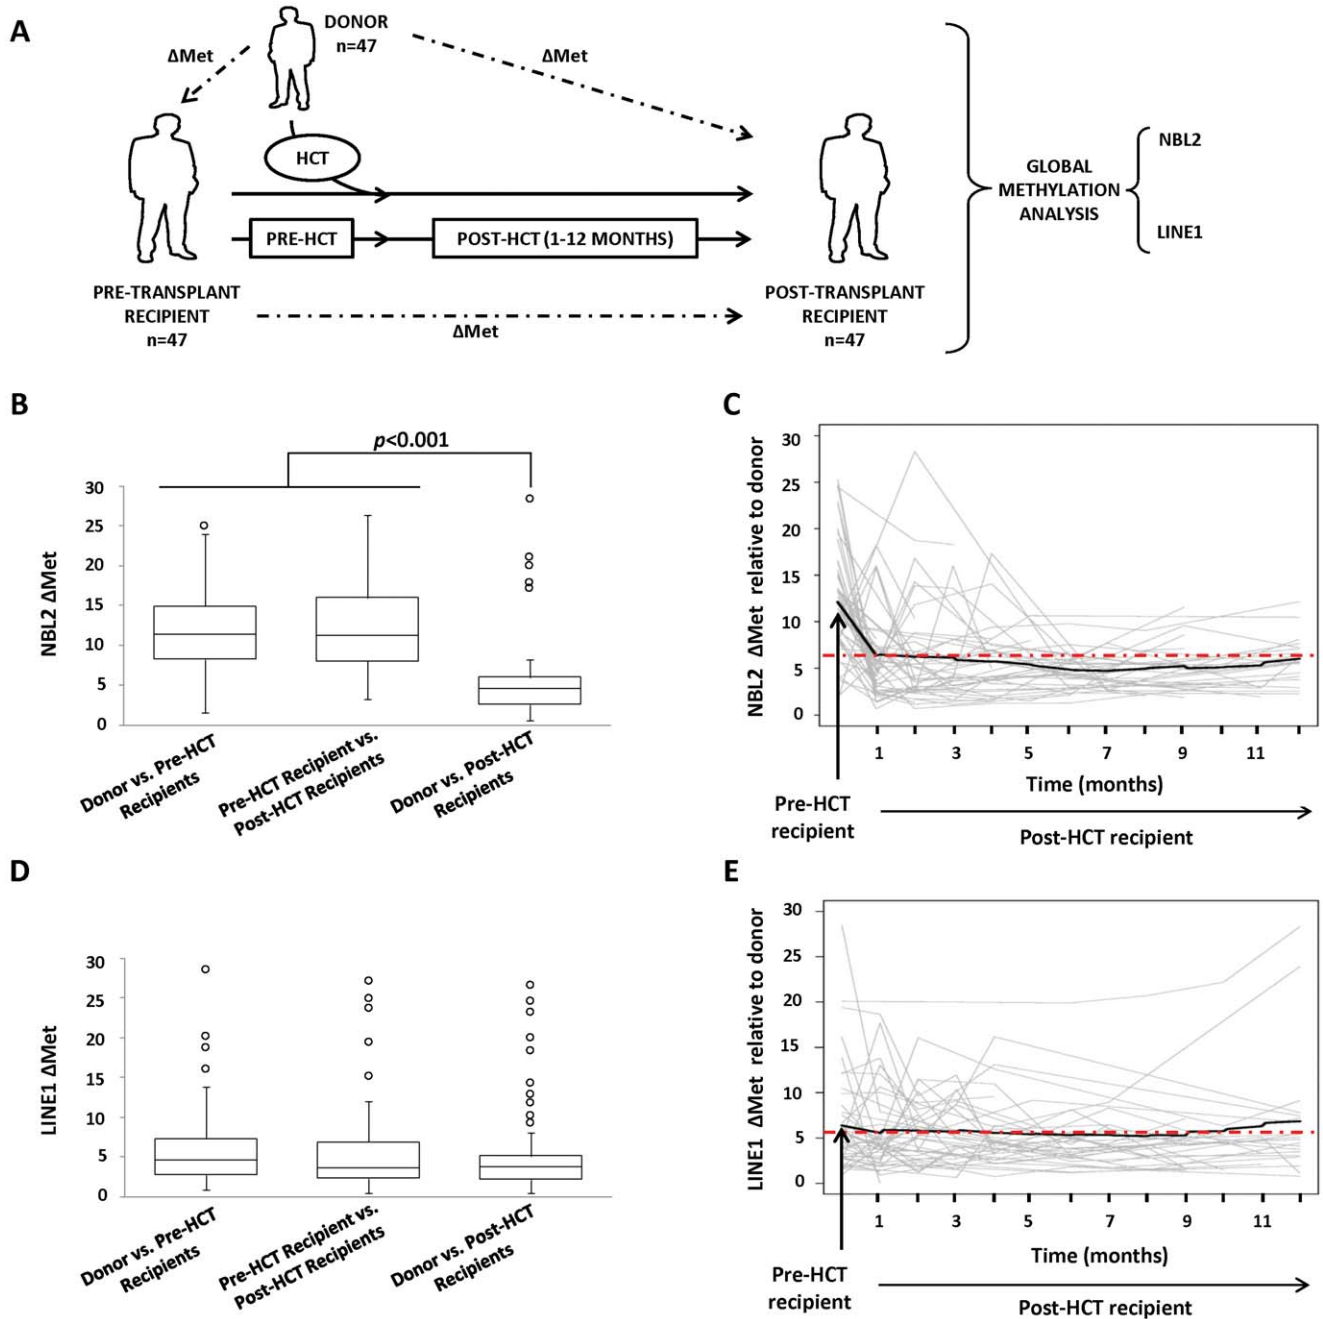 A
DONOR
n=47
ΔMet
ΔMet
HCT
PRE-HCT
POST-HCT (1-12 MONTHS)
PRE-TRANSPLANT
RECIPIENT
n=47
ΔMet
POST-TRANSPLANT
RECIPIENT
n=47
GLOBAL
METHYLATION
ANALYSIS
NBL2
LINE1
B
p<0.001
NBL2 ΔMet
30
25
20
15
10
5
0
Donor vs. Pre-HCT
Recipients
Pre-HCT Recipient vs.
Post-HCT Recipients
Donor vs. Post-HCT
Recipients
C
NBL2 ΔMet relative to donor
30
25
20
15
10
5
0
1 3 5 7 9 11
Time (months)
Pre-HCT
recipient
Post-HCT recipient
D
LINE1 ΔMet
30
25
20
15
10
5
0
Donor vs. Pre-HCT
Recipients
Pre-HCT Recipient vs.
Post-HCT Recipients
Donor vs. Post-HCT
Recipients
E
LINE1 ΔMet relative to donor
30
25
20
15
10
5
0
1 3 5 7 9 11
Time (months)
Pre-HCT
recipient
Post-HCT recipient